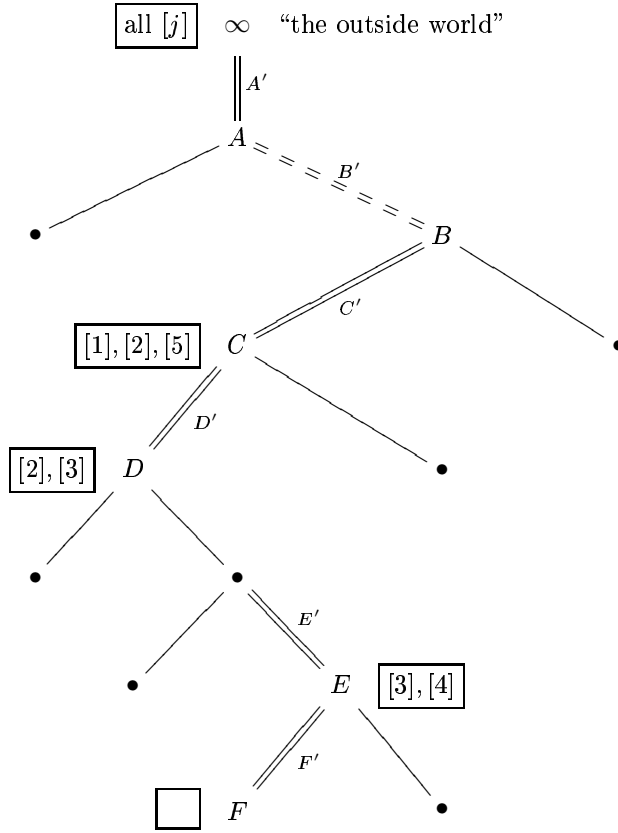 all [j] ∞ “the outside world”
A′
A
B′
B
C′
[1], [2], [5] C
D′
[2], [3] D
E′
E [3], [4]
F′
F